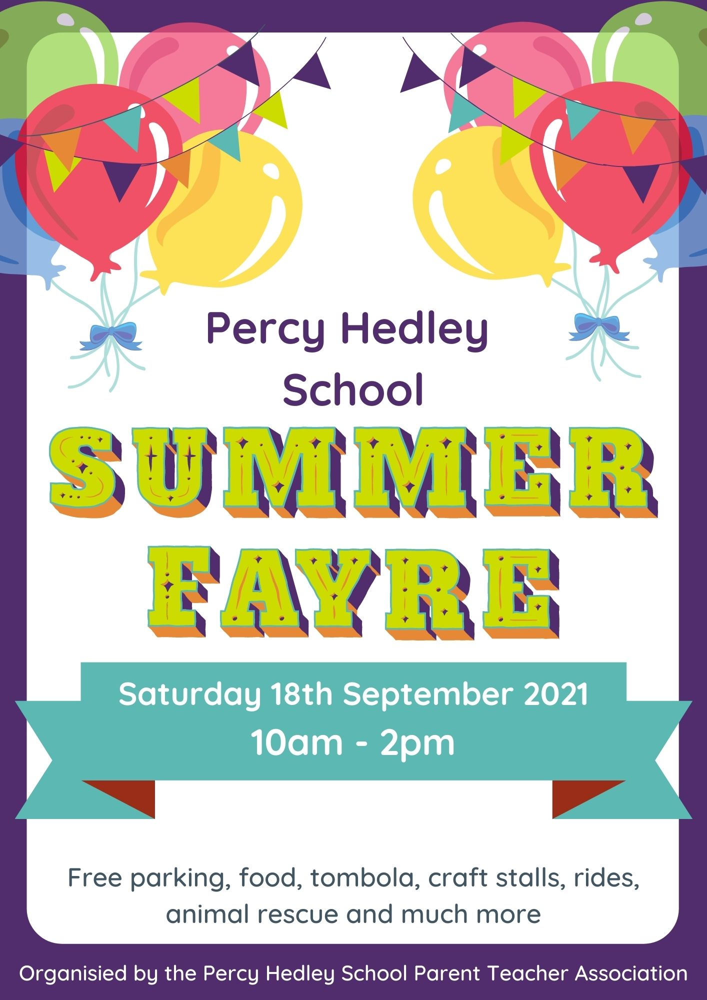 Percy Hedley
School
SUMMER
FAYRE
Saturday 18th September 2021
10am - 2pm
Free parking, food, tombola, craft stalls, rides,
animal rescue and much more
Organisied by the Percy Hedley School Parent Teacher Association